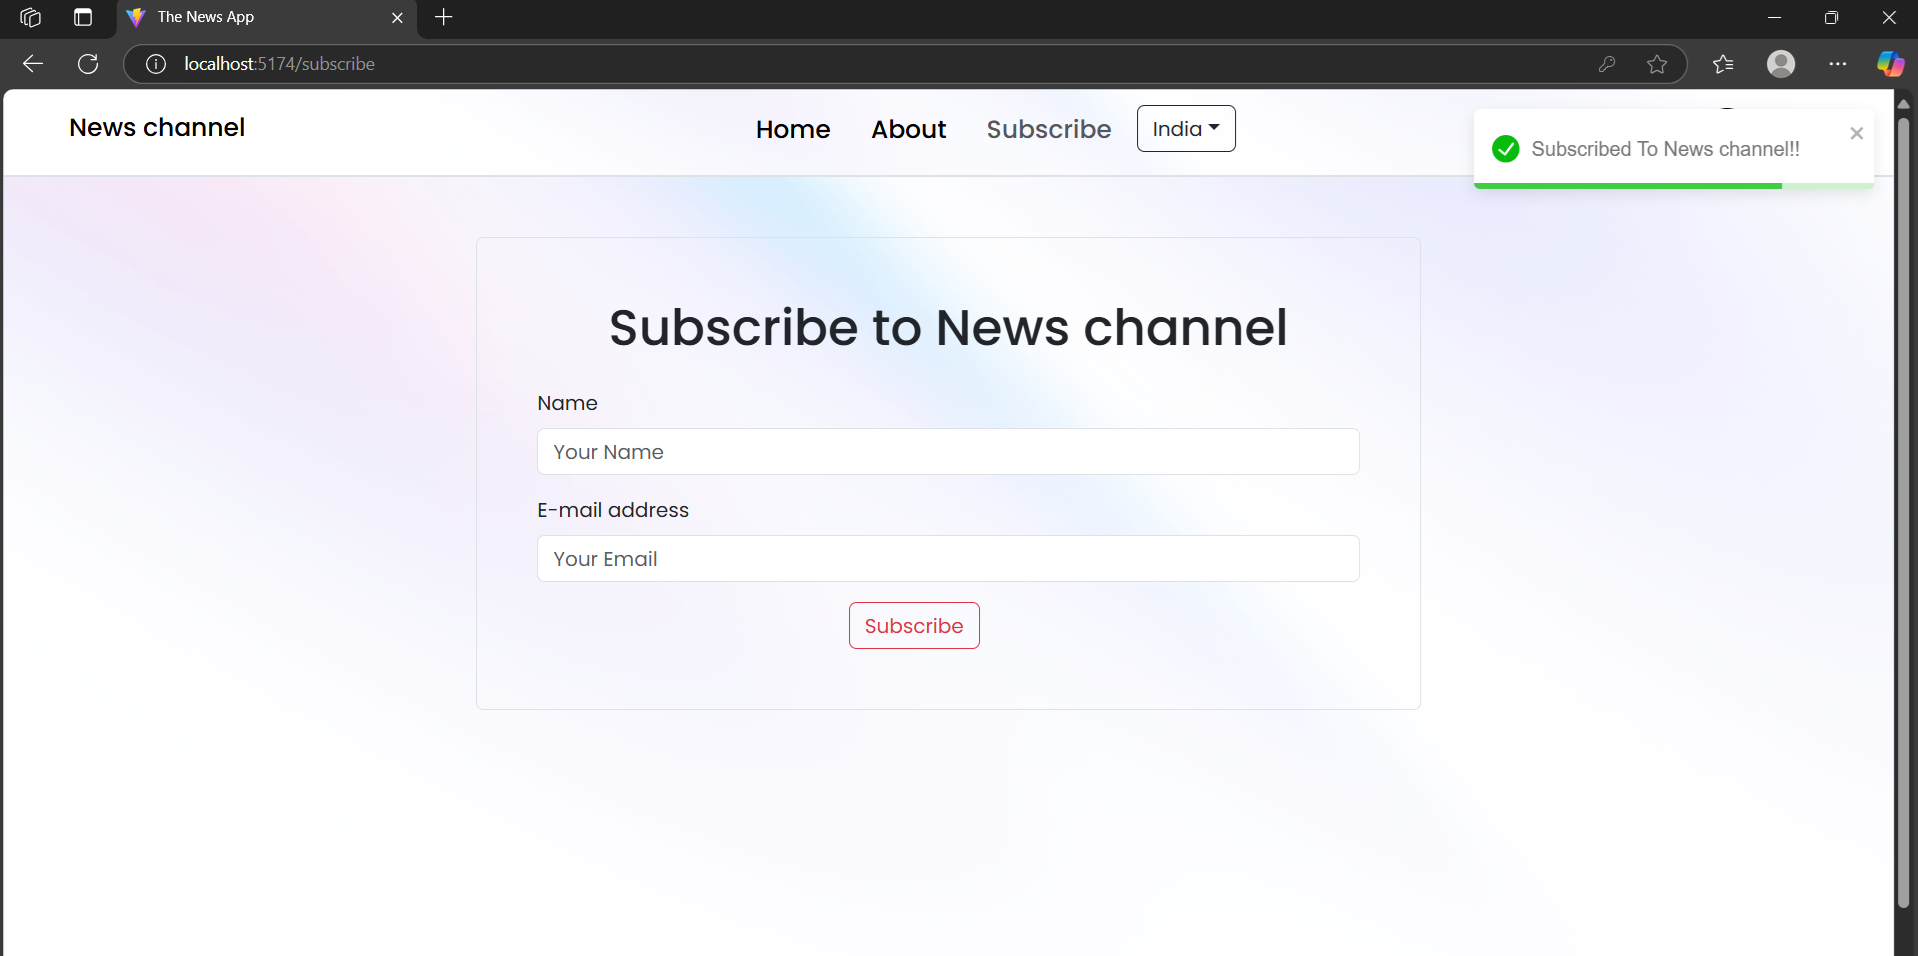 The News App
localhost:5174/subscribe
News channel
Home
About
Subscribe
India
Subscribed To News channel!!
Subscribe to News channel
Name
Your Name
E-mail address
Your Email
Subscribe